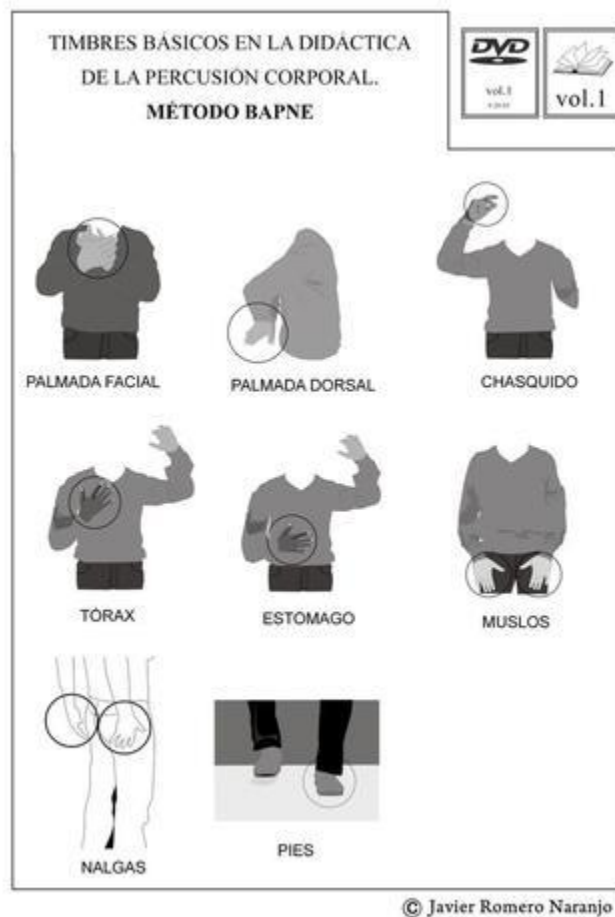 TIMBRES BÁSICOS EN LA DIDÁCTICA
DE LA PERCUSIÓN CORPORAL.
MÉTODO BAPNE
DVD
vol.1
vol.1
PALMADA FACIAL
PALMADA DORSAL
CHASQUIDO
TÓRAX
ESTOMAGO
MUSLOS
NALGAS
PIES
© Javier Romero Naranjo